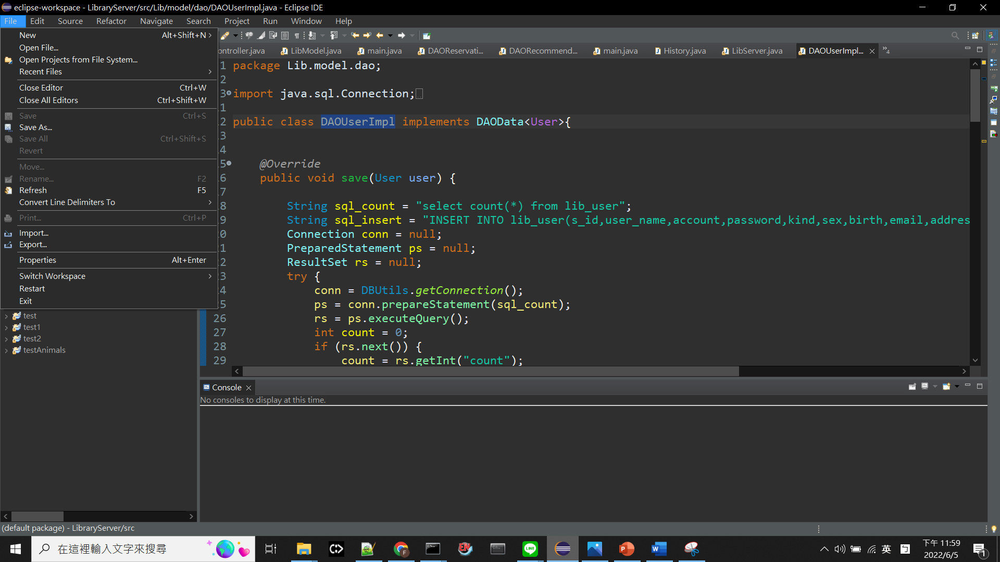 eclipse-workspace - LibraryServer/src/Lib/model/dao/DAOUserImpl.java - Eclipse IDE
File Edit Source Refactor Navigate Search Project Run Window Help
New Alt+Shift+N
Open File...
Open Projects from File System...
Recent Files
Close Editor Ctrl+W
Close All Editors Ctrl+Shift+W
Save Ctrl+S
Save As...
Save All Ctrl+Shift+S
Revert
Move...
Rename... F2
Refresh F5
Convert Line Delimiters To
Print... Ctrl+P
Import...
Export...
Properties Alt+Enter
Switch Workspace
Restart
Exit
test
test1
test2
testAnimals
ontroller.java LibModel.java main.java DAOReservati... DAORecommend... main.java History.java LibServer.java DAOUserImpl... »4
1 package Lib.model.dao;
2
3 import java.sql.Connection;
1
2 public class DAOUserImpl implements DAOData<User>{
3
4
5 @Override
6 public void save(User user) {
7
8 String sql_count = "select count(*) from lib_user";
9 String sql_insert = "INSERT INTO lib_user(s_id,user_name,account,password,kind,sex,birth,email,addres
0 Connection conn = null;
1 PreparedStatement ps = null;
2 ResultSet rs = null;
3 try {
4 conn = DBUtils.getConnection();
5 ps = conn.prepareStatement(sql_count);
26 rs = ps.executeQuery();
27 int count = 0;
28 if (rs.next()) {
29 count = rs.getInt("count");
Console
No consoles to display at this time.
(default package) - LibraryServer/src
在這裡輸入文字來搜尋
英
下午 11:59
2022/6/5
1